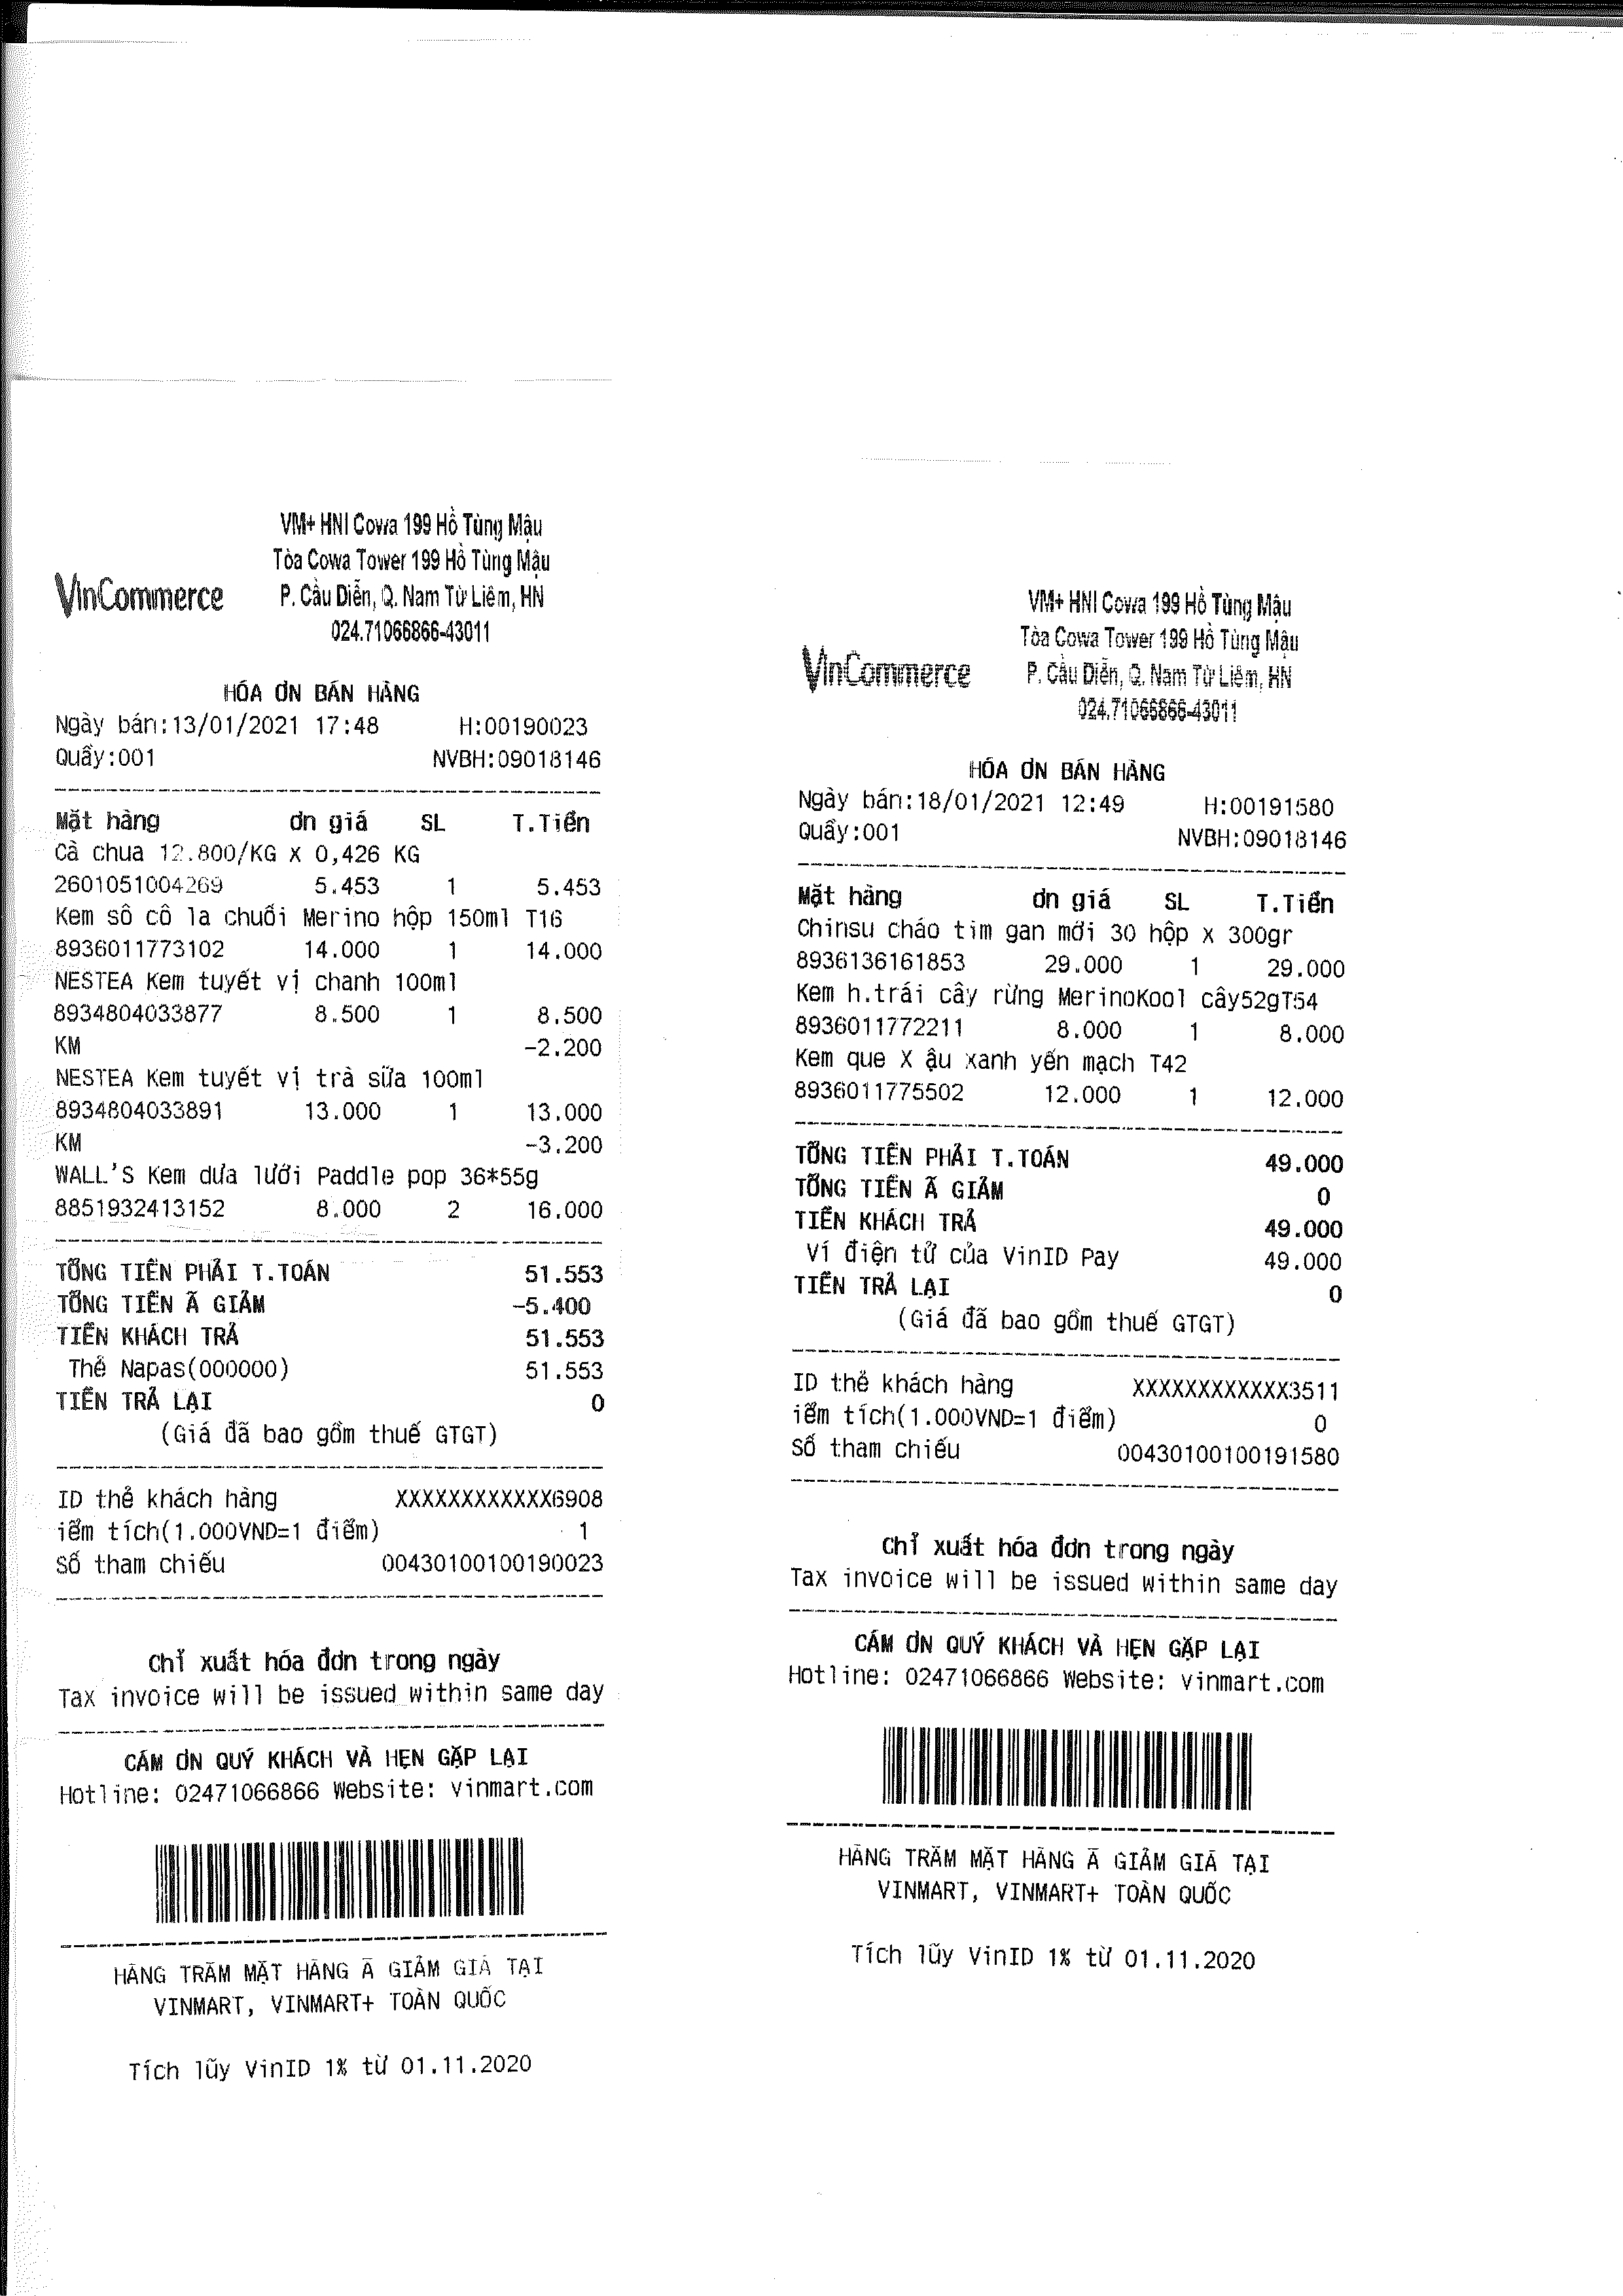 VM+ HNI Cowa 199 Hồ Tùng Mậu
Tòa Cowa Tower 199 Hồ Tùng Mậu
VinCommerce
P. Cầu Diễn, Q. Nam Từ Liêm, HN
024.71066866-43011
HÓA ƠN BÁN HÀNG
Ngày bán:13/01/2021 17:48 H:00190023
Quầy:001 NVBH:09018146
Mặt hàng ơn giá SL T.Tiền
Cà chua 12.800/KG X 0,426 KG
2601051004269 5.453 1 5.453
Kem sô cô la chuối Merino hộp 150ml T16
8936011773102 14.000 1 14.000
NESTEA Kem tuyết vị chanh 100ml
8934804033877 8.500 1 8.500
KM -2.200
NESTEA Kem tuyết vị trà sữa 100ml
8934804033891 13.000 1 13.000
KM -3.200
WALL'S Kem dưa lưới Paddle pop 36*55g
8851932413152 8.000 2 16.000
TỔNG TIỀN PHẢI T.TOÁN 51.553
TỔNG TIỀN Ã GIẢM -5.400
TIỀN KHÁCH TRẢ 51.553
Thẻ Napas(000000) 51.553
TIỀN TRẢ LẠI 0
(Giá đã bao gồm thuế GTGT)
ID thẻ khách hàng XXXXXXXXXXXX6908
iểm tích(1.000VND=1 điểm) 1
Số tham chiếu 00430100100190023
Chỉ xuất hóa đơn trong ngày
Tax invoice will be issued within same day
CẢM ƠN QUÝ KHÁCH VÀ HẸN GẶP LẠI
Hotline: 02471066866 Website: vinmart.com
HÀNG TRĂM MẶT HÀNG Ã GIẢM GIÁ TẠI
VINMART, VINMART+ TOÀN QUỐC
Tích lũy VinID 1% từ 01.11.2020
VM+ HNI Cowa 199 Hồ Tùng Mậu
Tòa Cowa Tower 199 Hồ Tùng Mậu
VinCommerce
P. Cầu Diễn, Q. Nam Từ Liêm, HN
024.71066866-43011
HÓA ƠN BÁN HÀNG
Ngày bán:18/01/2021 12:49 H:00191580
Quầy:001 NVBH:09018146
Mặt hàng ơn giá SL T.Tiền
Chinsu cháo tim gan mới 30 hộp x 300gr
8936136161853 29.000 1 29.000
Kem h.trái cây rừng MerinoKool cây52gT54
8936011772211 8.000 1 8.000
Kem que X ậu xanh yến mạch T42
8936011775502 12.000 1 12.000
TỔNG TIỀN PHẢI T.TOÁN 49.000
TỔNG TIỀN Ã GIẢM 0
TIỀN KHÁCH TRẢ 49.000
Ví điện tử của VinID Pay 49.000
TIỀN TRẢ LẠI 0
(Giá đã bao gồm thuế GTGT)
ID thẻ khách hàng XXXXXXXXXXXX3511
iểm tích(1.000VND=1 điểm) 0
Số tham chiếu 00430100100191580
Chỉ xuất hóa đơn trong ngày
Tax invoice will be issued within same day
CẢM ƠN QUÝ KHÁCH VÀ HẸN GẶP LẠI
Hotline: 02471066866 Website: vinmart.com
HÀNG TRĂM MẶT HÀNG Ã GIẢM GIÁ TẠI
VINMART, VINMART+ TOÀN QUỐC
Tích lũy VinID 1% từ 01.11.2020